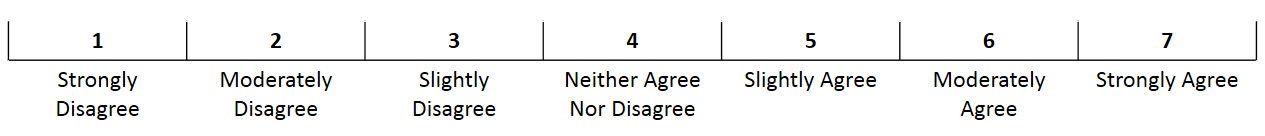 1 2 3 4 5 6 7
Strongly Moderately Slightly Neither Agree Slightly Agree Moderately Strongly Agree
Disagree Disagree Disagree Nor Disagree Agree